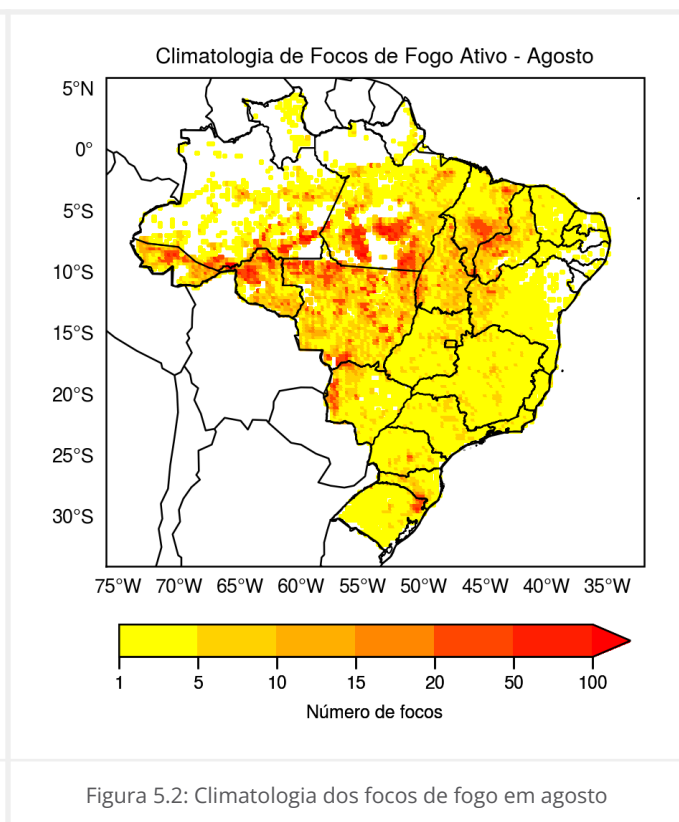 Climatologia de Focos de Fogo Ativo - Agosto
5°N
0°
5°S
10°S
15°S
20°S
25°S
30°S
75°W 70°W 65°W 60°W 55°W 50°W 45°W 40°W 35°W
1 5 10 15 20 50 100
Número de focos
Figura 5.2: Climatologia dos focos de fogo em agosto